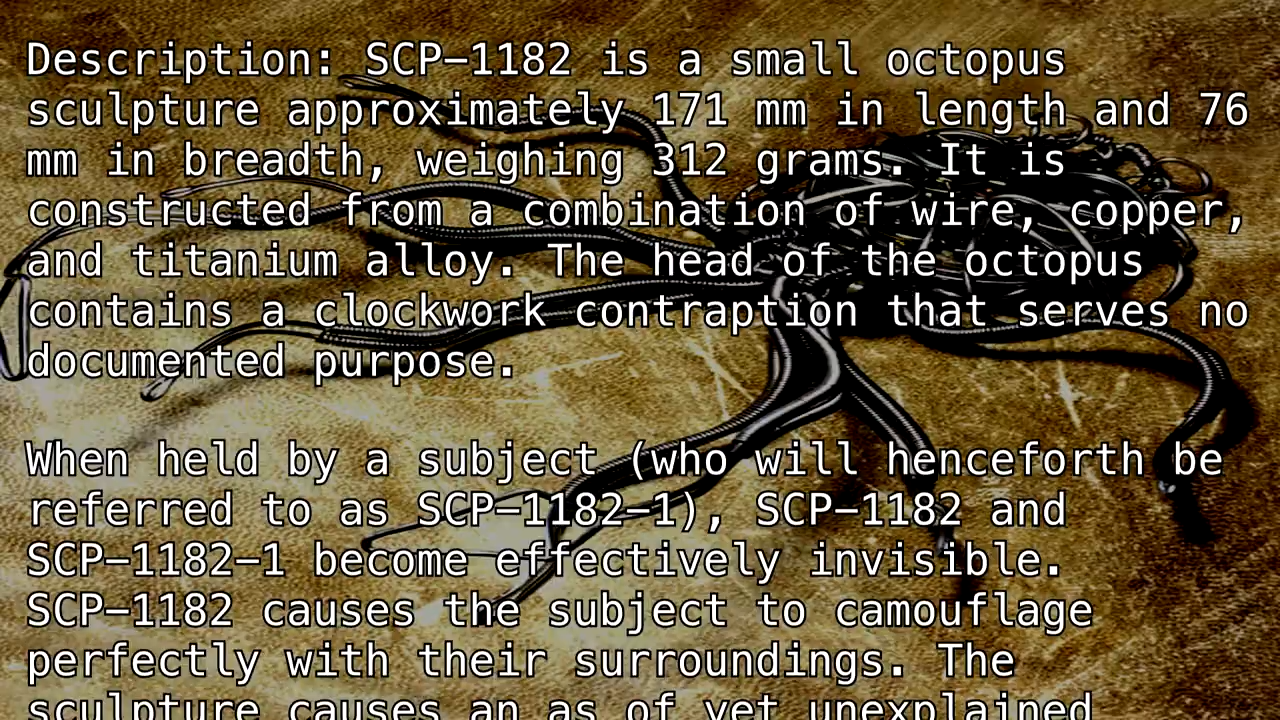 Description: SCP-1182 is a small octopus
sculpture approximately 171 mm in length and 76
mm in breadth, weighing 312 grams. It is
constructed from a combination of wire, copper,
and titanium alloy. The head of the octopus
contains a clockwork contraption that serves no
documented purpose.
When held by a subject (who will henceforth be
referred to as SCP-1182-1), SCP-1182 and
SCP-1182-1 become effectively invisible.
SCP-1182 causes the subject to camouflage
perfectly with their surroundings. The
sculpture causes an as of yet unexplained